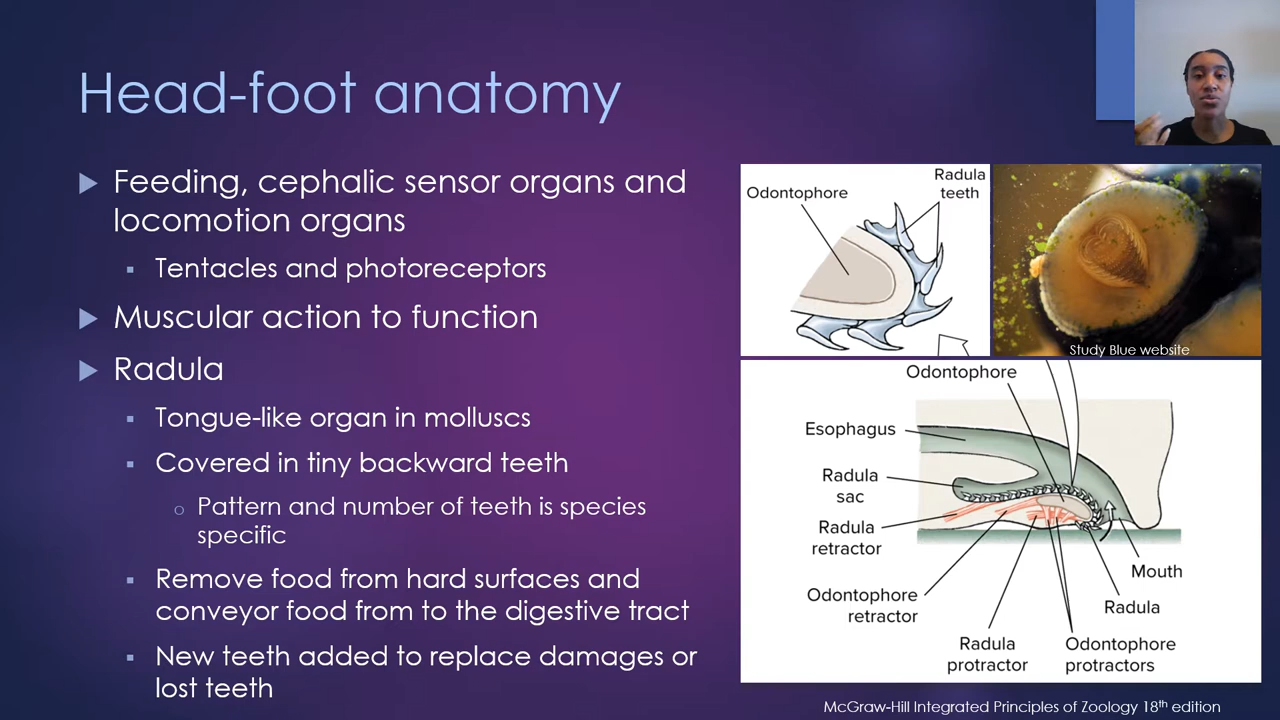 Head-foot anatomy
Feeding, cephalic sensor organs and
locomotion organs
Tentacles and photoreceptors
Muscular action to function
Radula
Tongue-like organ in molluscs
Covered in tiny backward teeth
Pattern and number of teeth is species
specific
Remove food from hard surfaces and
conveyor food from to the digestive tract
New teeth added to replace damages or
lost teeth
Odontophore
Radula
teeth
Study Blue website
Odontophore
Esophagus
Radula
sac
Radula
retractor
Odontophore
retractor
Radula
protractor
Odontophore
protractors
Radula
Mouth
McGraw-Hill Integrated Principles of Zoology 18th edition